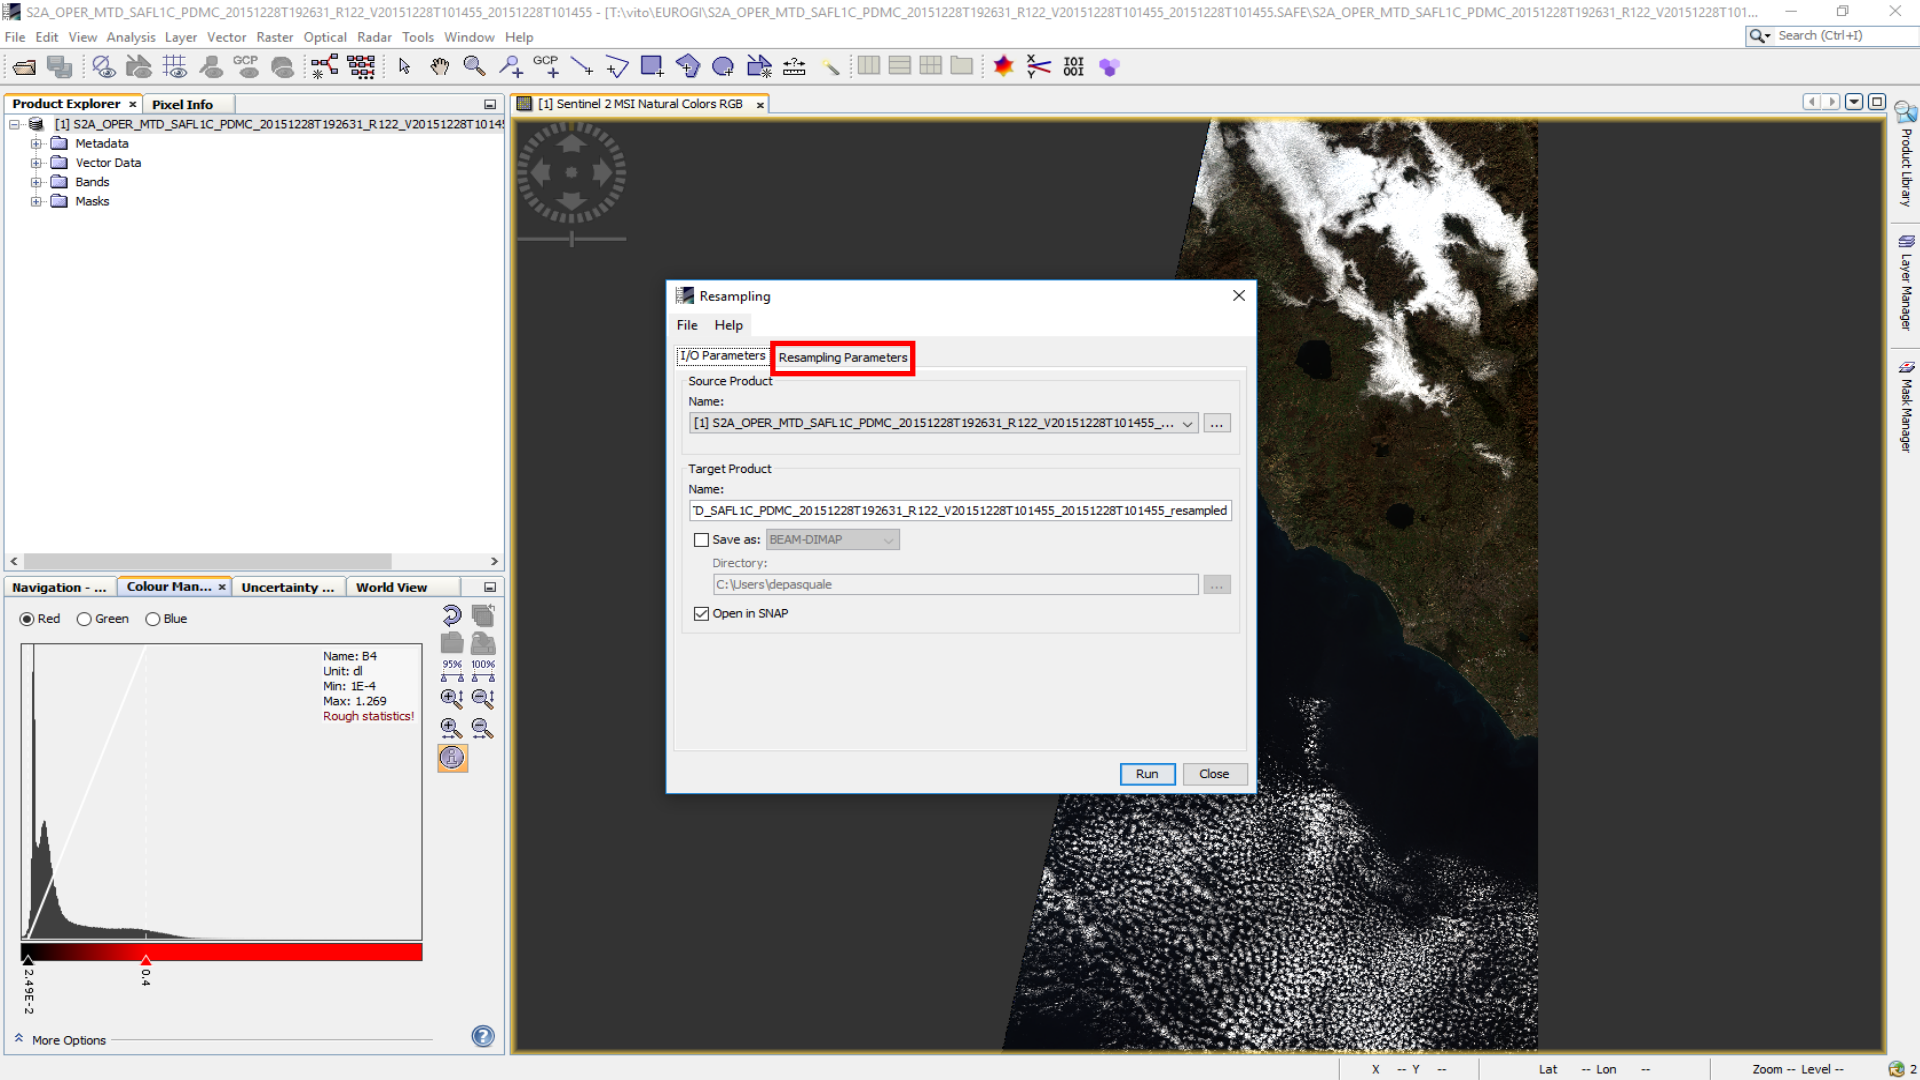 S2A_OPER_MTD_SAFL1C_PDMC_20151228T192631_R122_V20151228T101455_20151228T101455 - [T:\vito\EUROGI\S2A_OPER_MTD_SAFL1C_PDMC_20151228T192631_R122_V20151228T101455_20151228T101455.SAFE\S2A_OPER_MTD_SAFL1C_PDMC_20151228T192631_R122_V20151228T101...
File Edit View Analysis Layer Vector Raster Optical Radar Tools Window Help
Search (Ctrl+I)
GCP GCP
Product Explorer × Pixel Info
[1] Sentinel 2 MSI Natural Colors RGB ×
[1] S2A_OPER_MTD_SAFL1C_PDMC_20151228T192631_R122_V20151228T1014
Metadata
Vector Data
Bands
Masks
Product Library
Layer Manager
Mask Manager
Resampling
File Help
I/O Parameters Resampling Parameters
Source Product
Name:
[1] S2A_OPER_MTD_SAFL1C_PDMC_20151228T192631_R122_V20151228T101455_... ...
Target Product
Name:
D_SAFL1C_PDMC_20151228T192631_R122_V20151228T101455_20151228T101455_resampled
Save as: BEAM-DIMAP
Directory:
C:\Users\depasquale ...
Open in SNAP
Run Close
Navigation - ... Colour Man... × Uncertainty ... World View
Red Green Blue
95% 100%
Name: B4
Unit: dl
Min: 1E-4
Max: 1.269
Rough statistics!
2.49E-2
0.4
More Options
X -- Y -- Lat -- Lon -- Zoom -- Level -- 2